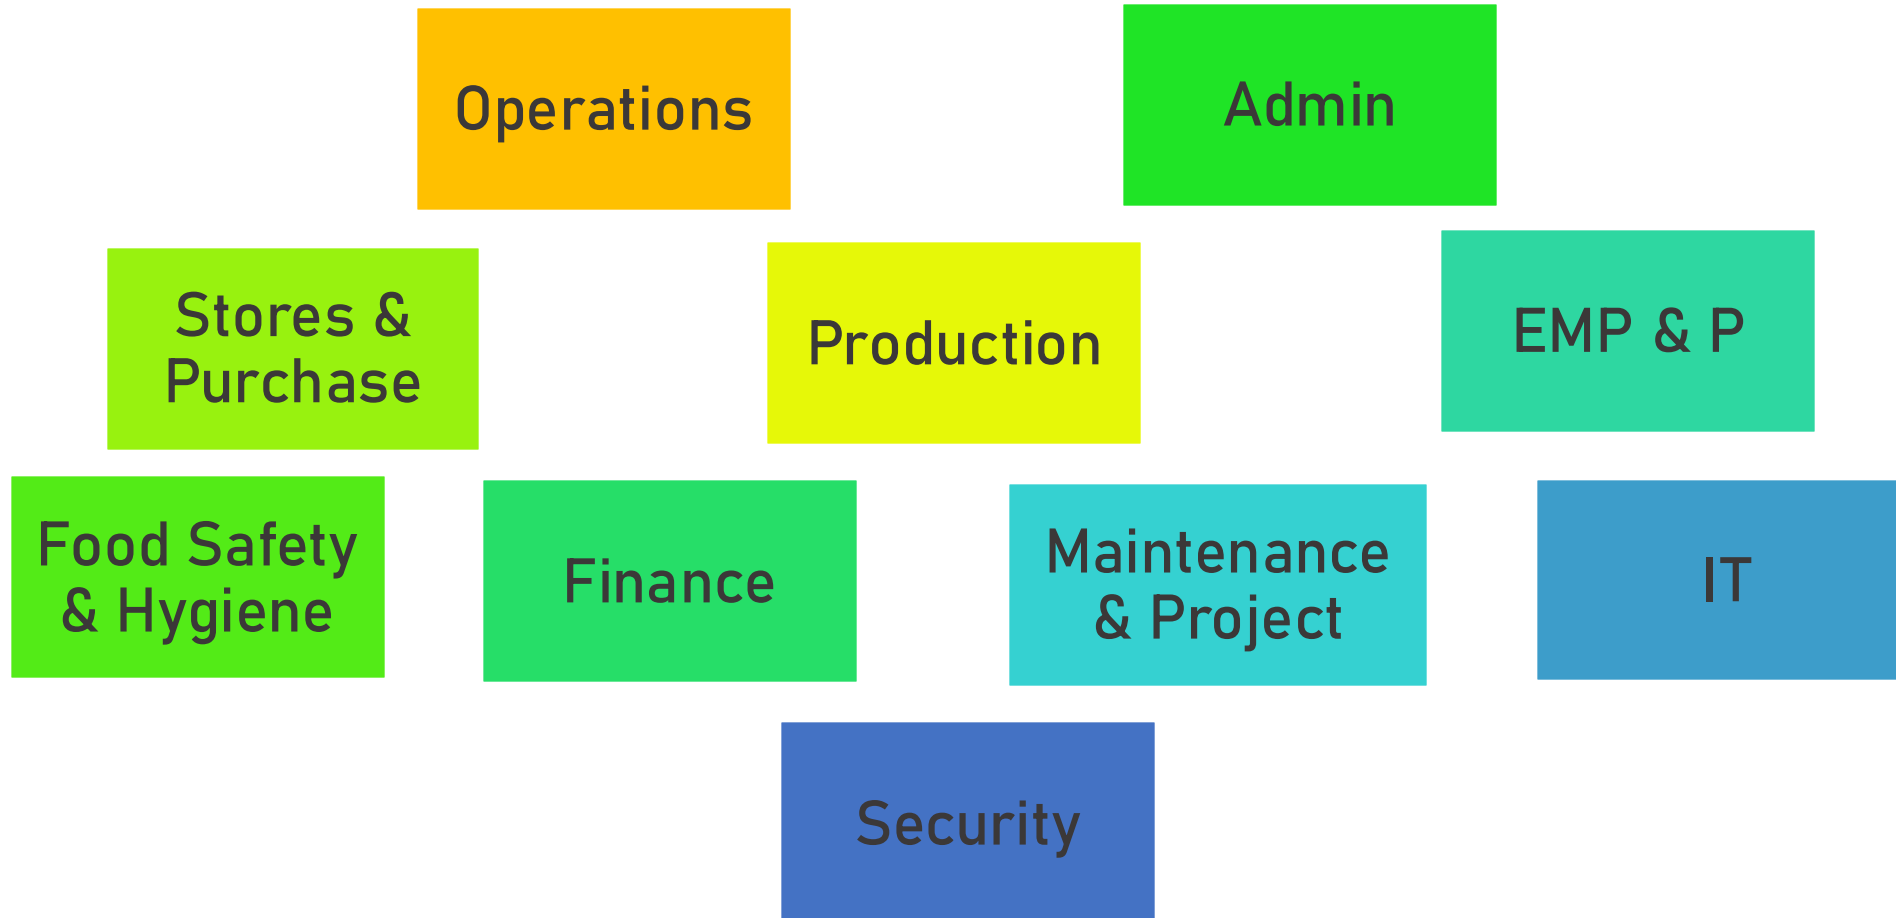 Operations
Admin
Stores &
Purchase
Production
EMP & P
Food Safety
& Hygiene
Finance
Maintenance
& Project
IT
Security